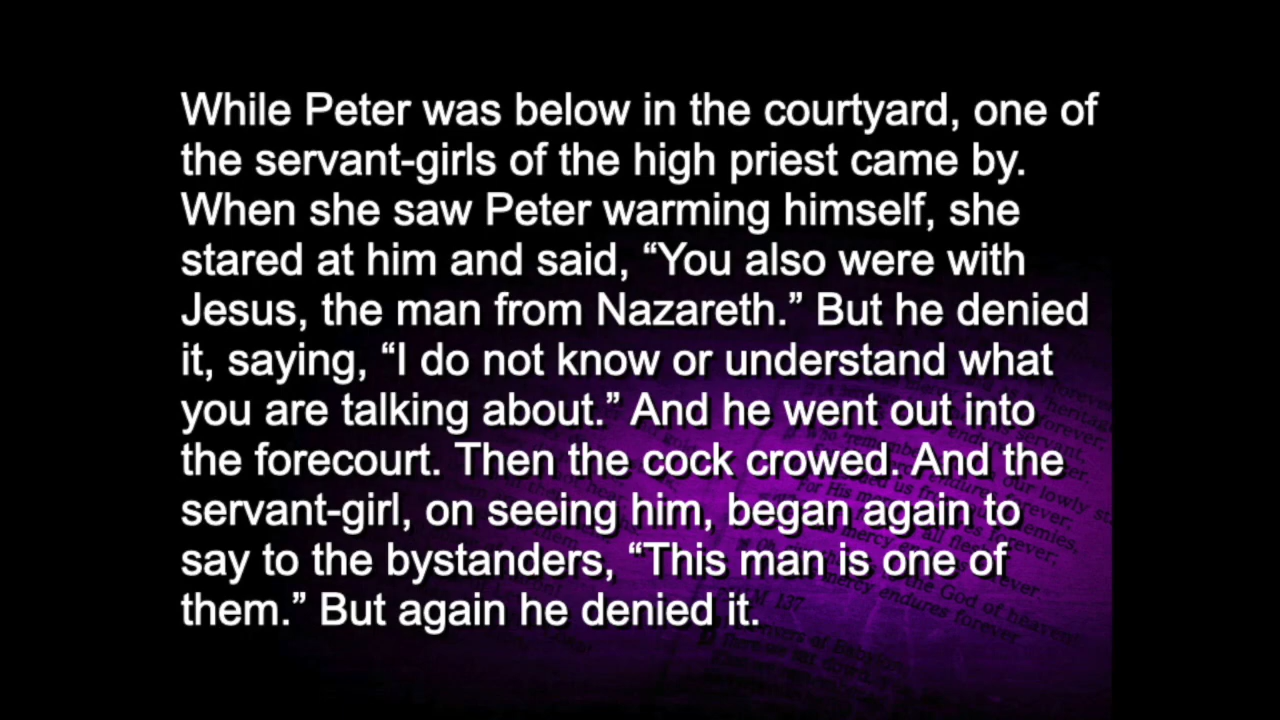 While Peter was below in the courtyard, one of
the servant-girls of the high priest came by.
When she saw Peter warming himself, she
stared at him and said, “You also were with
Jesus, the man from Nazareth.” But he denied
it, saying, “I do not know or understand what
you are talking about.” And he went out into
the forecourt. Then the cock crowed. And the
servant-girl, on seeing him, began again to
say to the bystanders, “This man is one of
them.” But again he denied it.